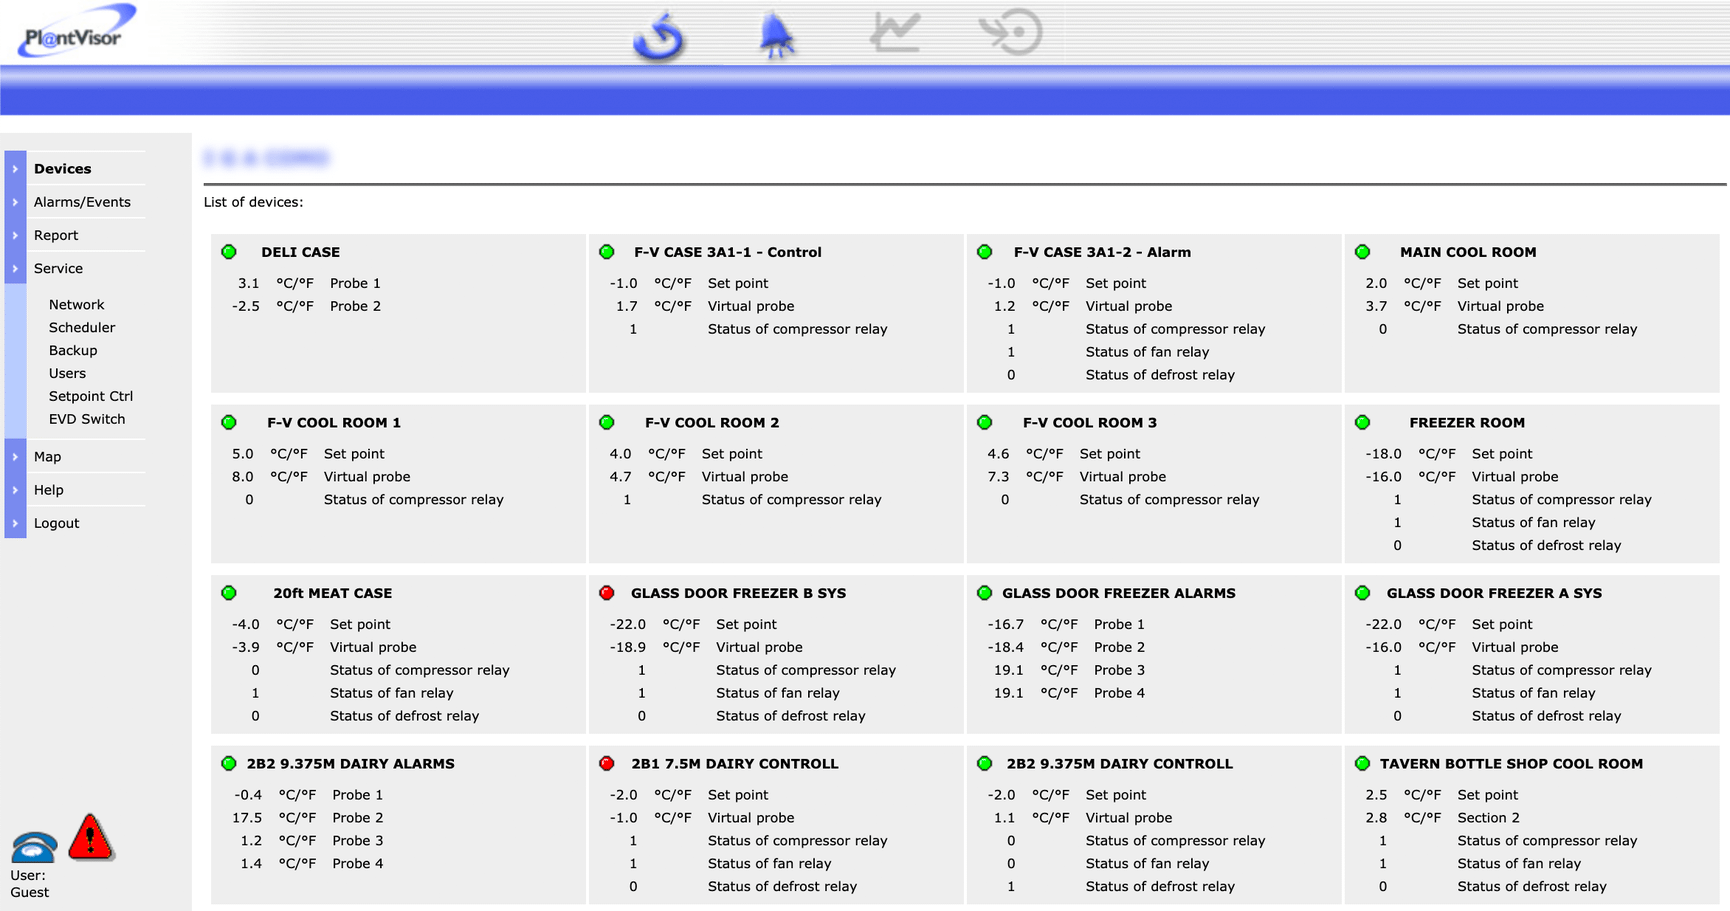 Pl@ntVisor
Devices
Alarms/Events
Report
Service
Network
Scheduler
Backup
Users
Setpoint Ctrl
EVD Switch
Map
Help
Logout
User:
Guest
List of devices:
DELI CASE
3.1 °C/°F Probe 1
-2.5 °C/°F Probe 2
F-V CASE 3A1-1 - Control
-1.0 °C/°F Set point
1.7 °C/°F Virtual probe
1 Status of compressor relay
F-V CASE 3A1-2 - Alarm
-1.0 °C/°F Set point
1.2 °C/°F Virtual probe
1 Status of compressor relay
1 Status of fan relay
0 Status of defrost relay
MAIN COOL ROOM
2.0 °C/°F Set point
3.7 °C/°F Virtual probe
0 Status of compressor relay
F-V COOL ROOM 1
5.0 °C/°F Set point
8.0 °C/°F Virtual probe
0 Status of compressor relay
F-V COOL ROOM 2
4.0 °C/°F Set point
4.7 °C/°F Virtual probe
1 Status of compressor relay
F-V COOL ROOM 3
4.6 °C/°F Set point
7.3 °C/°F Virtual probe
0 Status of compressor relay
FREEZER ROOM
-18.0 °C/°F Set point
-16.0 °C/°F Virtual probe
1 Status of compressor relay
1 Status of fan relay
0 Status of defrost relay
20ft MEAT CASE
-4.0 °C/°F Set point
-3.9 °C/°F Virtual probe
0 Status of compressor relay
1 Status of fan relay
0 Status of defrost relay
GLASS DOOR FREEZER B SYS
-22.0 °C/°F Set point
-18.9 °C/°F Virtual probe
1 Status of compressor relay
1 Status of fan relay
0 Status of defrost relay
GLASS DOOR FREEZER ALARMS
-16.7 °C/°F Probe 1
-18.4 °C/°F Probe 2
19.1 °C/°F Probe 3
19.1 °C/°F Probe 4
GLASS DOOR FREEZER A SYS
-22.0 °C/°F Set point
-16.0 °C/°F Virtual probe
1 Status of compressor relay
1 Status of fan relay
0 Status of defrost relay
2B2 9.375M DAIRY ALARMS
-0.4 °C/°F Probe 1
17.5 °C/°F Probe 2
1.2 °C/°F Probe 3
1.4 °C/°F Probe 4
2B1 7.5M DAIRY CONTROLL
-2.0 °C/°F Set point
-1.0 °C/°F Virtual probe
1 Status of compressor relay
1 Status of fan relay
0 Status of defrost relay
2B2 9.375M DAIRY CONTROLL
-2.0 °C/°F Set point
1.1 °C/°F Virtual probe
0 Status of compressor relay
0 Status of fan relay
1 Status of defrost relay
TAVERN BOTTLE SHOP COOL ROOM
2.5 °C/°F Set point
2.8 °C/°F Section 2
1 Status of compressor relay
1 Status of fan relay
0 Status of defrost relay